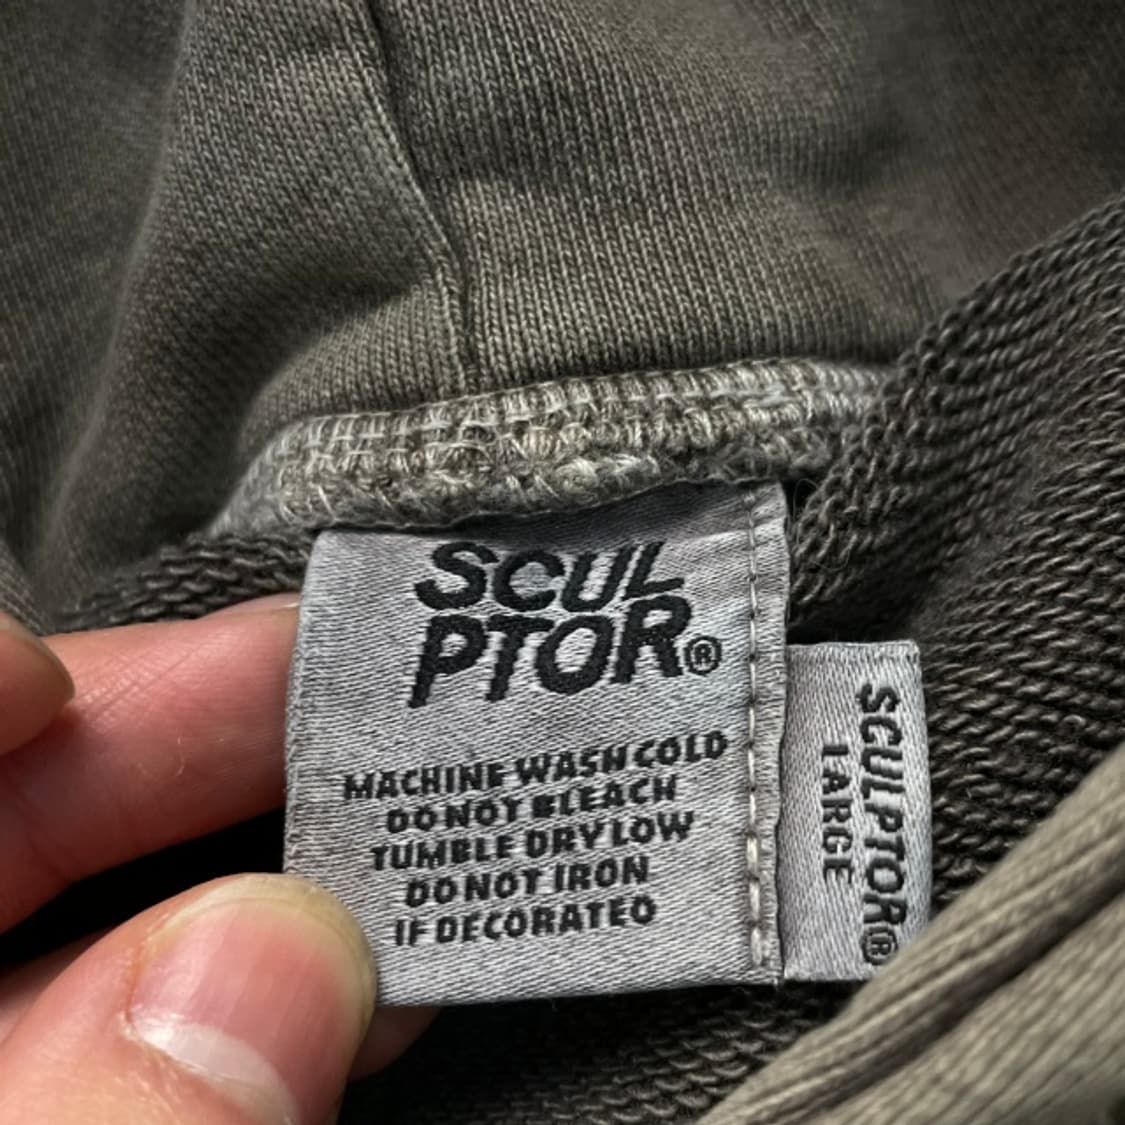 SCUL
PTOR®
MACHINE WASH COLD
DO NOT BLEACH
TUMBLE DRY LOW
DO NOT IRON
IF DECORATED
SCULPTOR®
LARGE